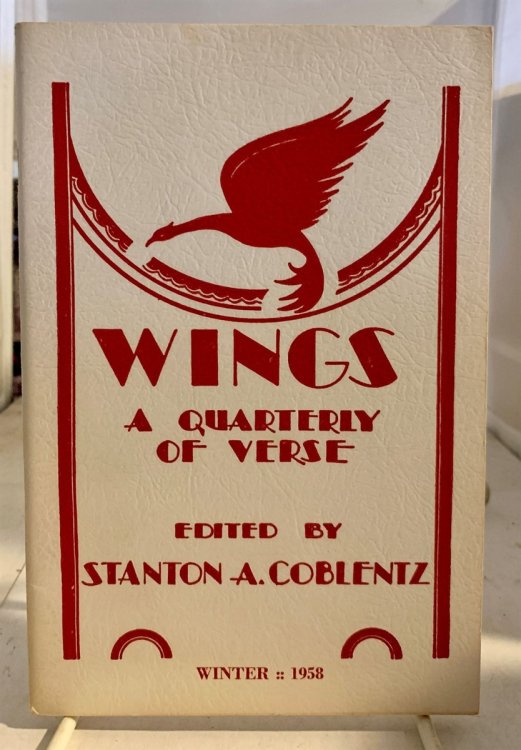 WINGS
A QUARTERLY
OF VERSE
EDITED BY
STANTON A. COBLENTZ
WINTER :: 1958